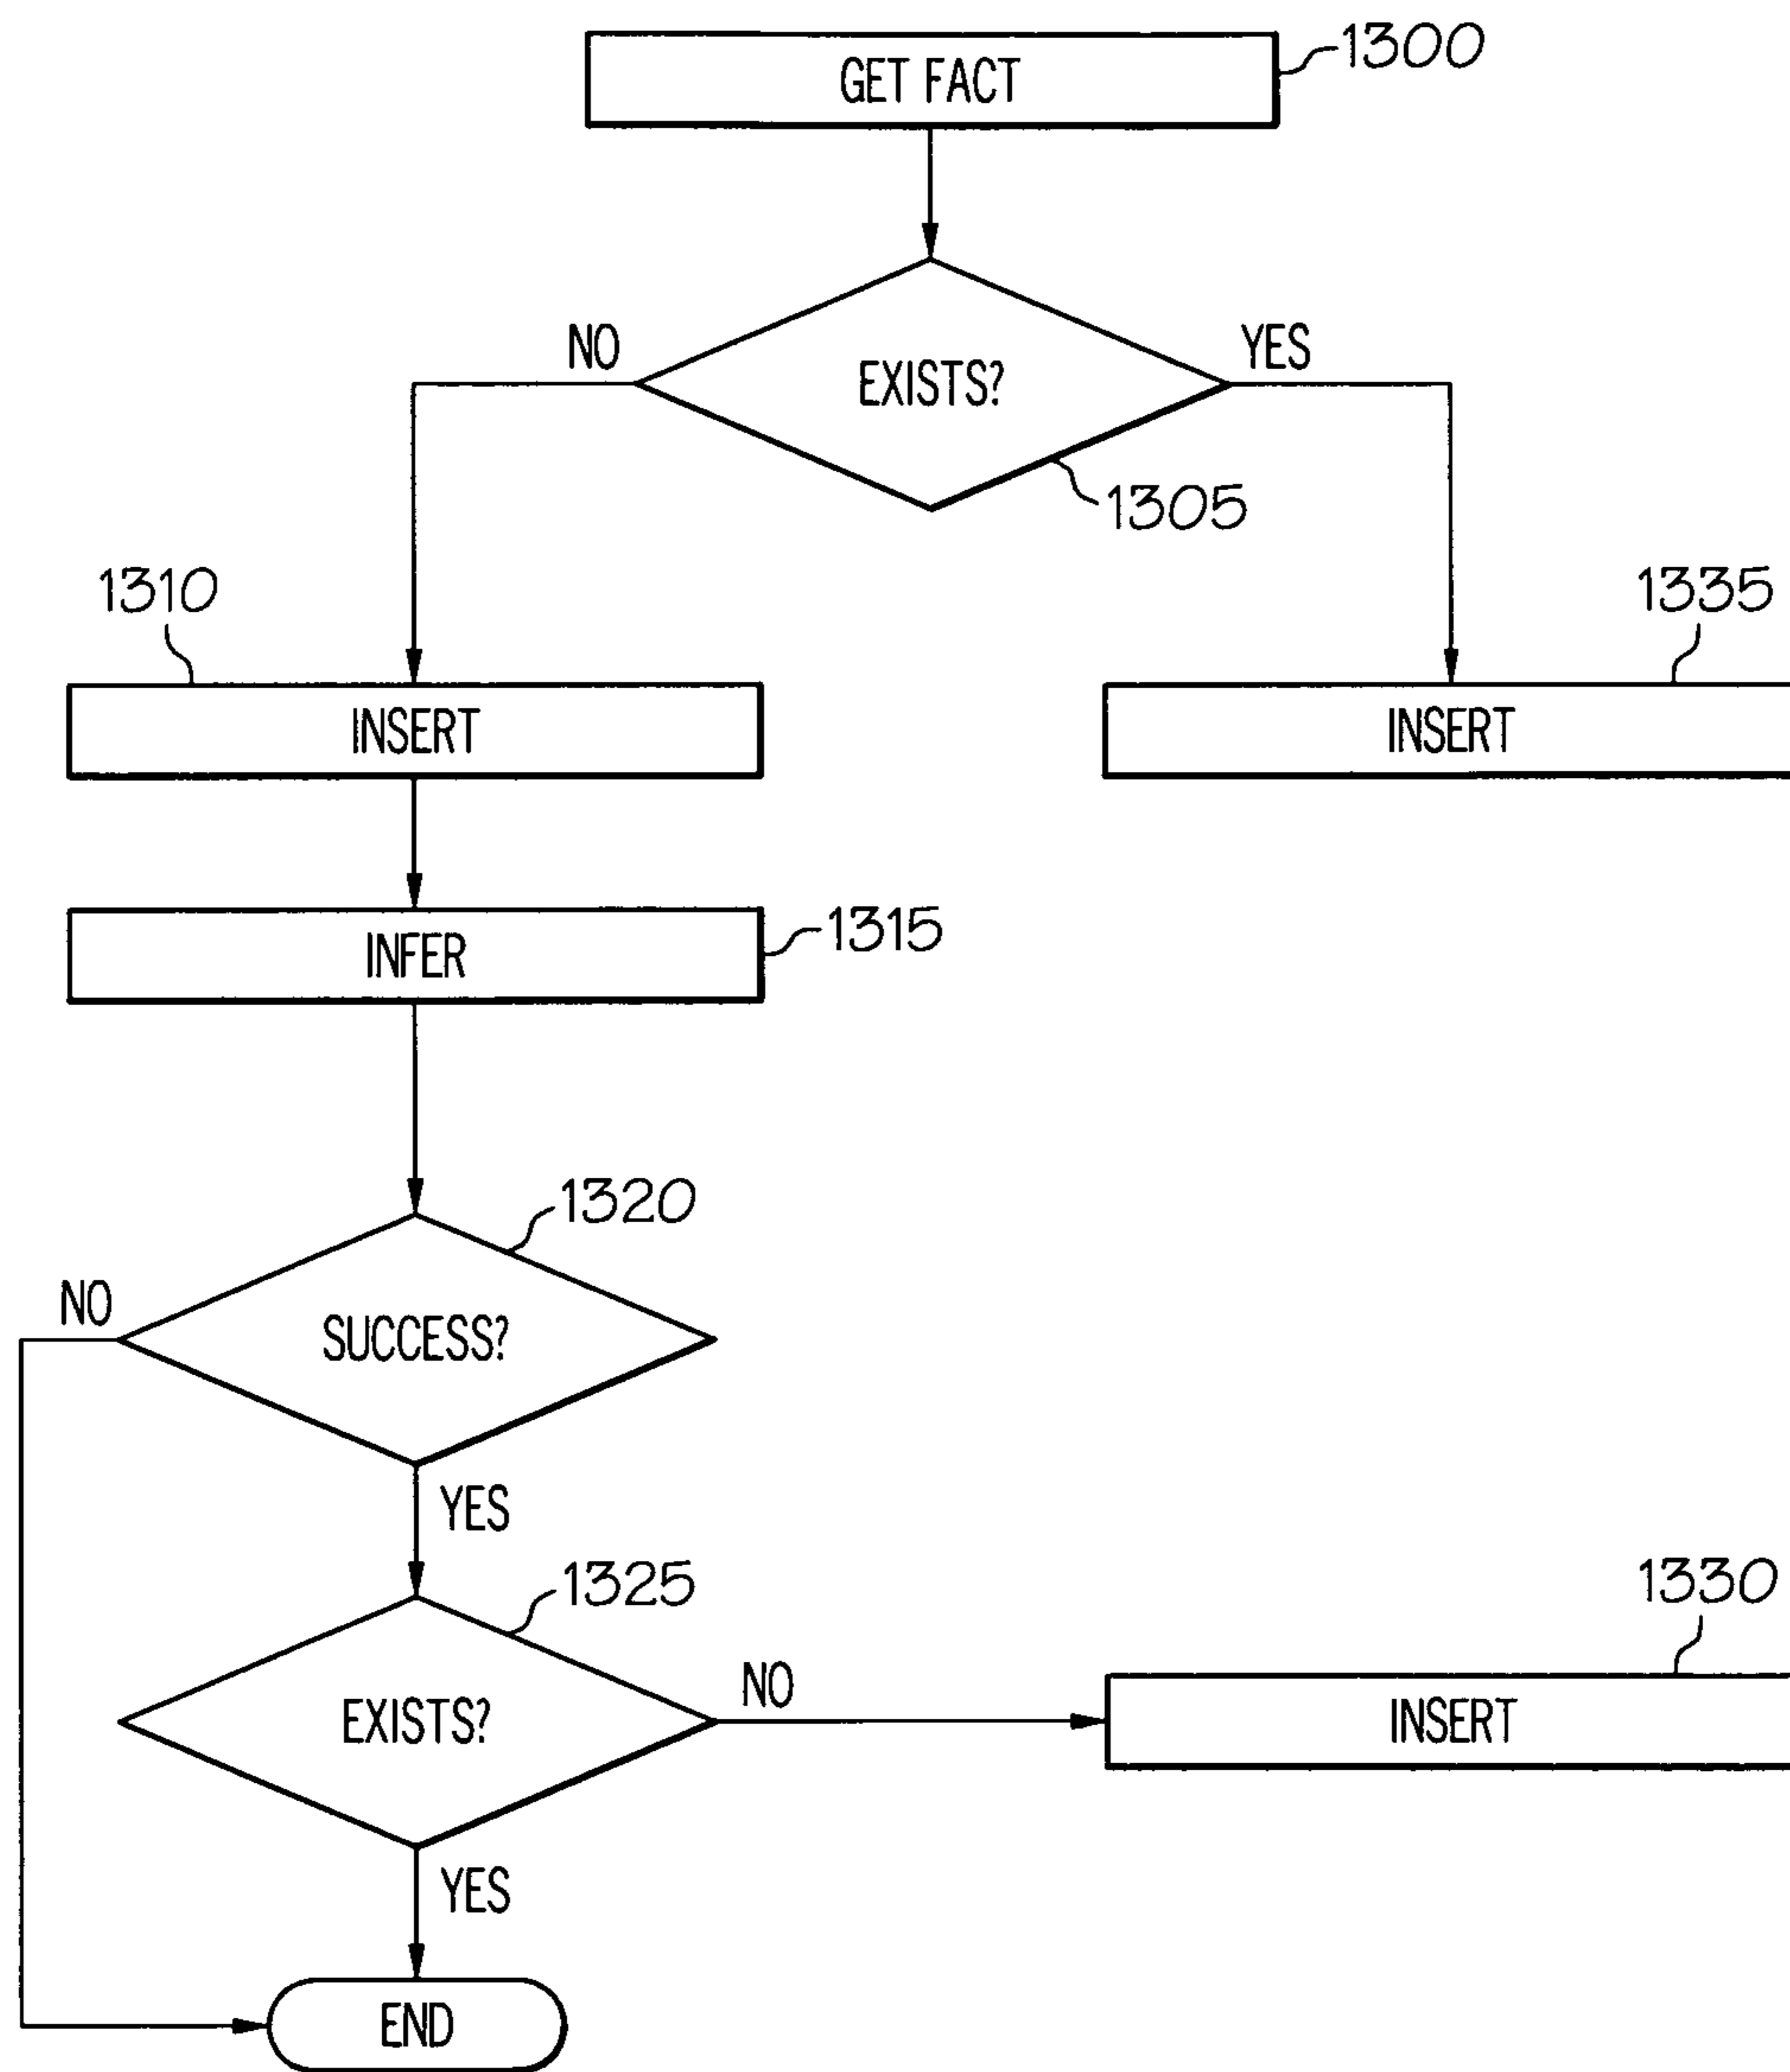 GET FACT
1300
NO
YES
EXISTS?
1305
1310
1335
INSERT
INSERT
INFER
1315
1320
NO
SUCCESS?
YES
1325
1330
NO
EXISTS?
INSERT
YES
END